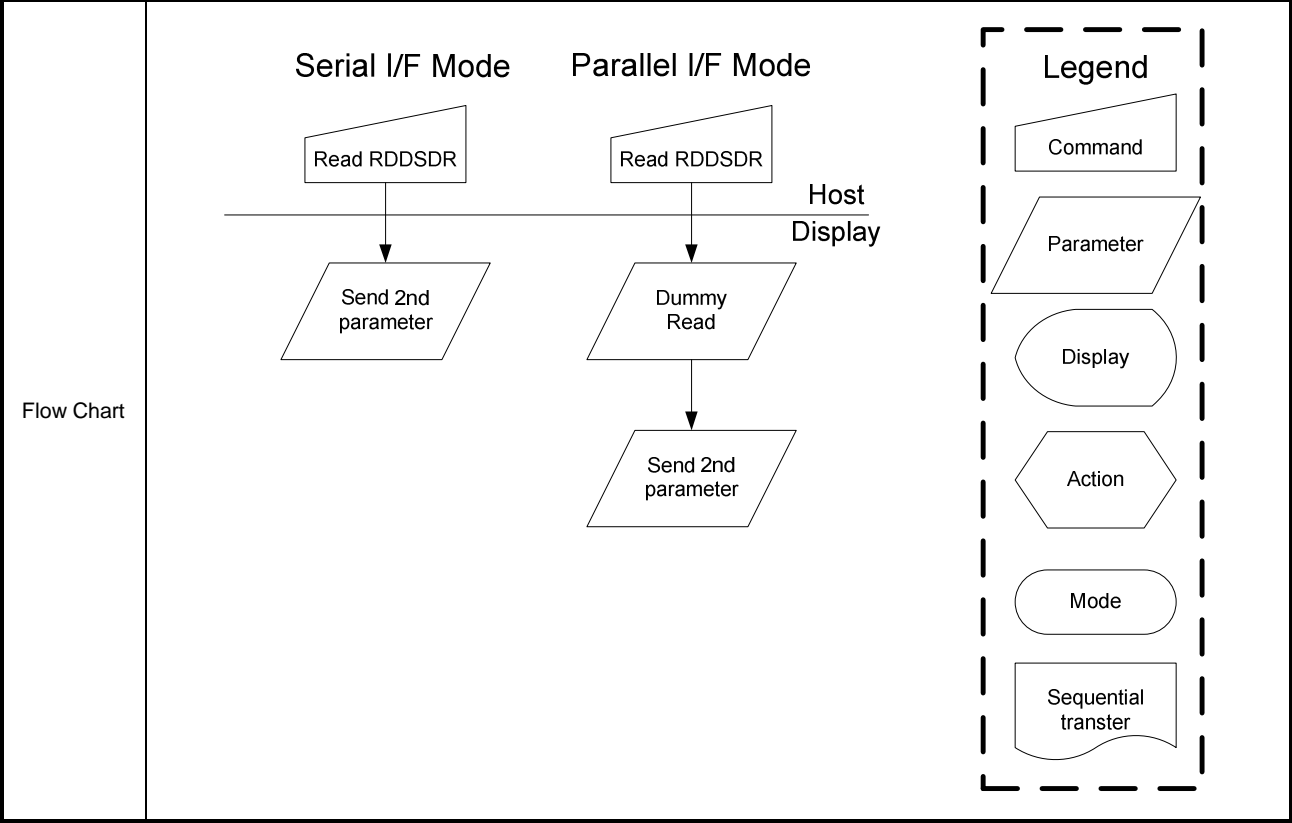 Flow Chart
Serial I/F Mode
Read RDDSDR
Send 2nd
parameter
Parallel I/F Mode
Read RDDSDR
Host
Display
Dummy
Read
Send 2nd
parameter
Legend
Command
Parameter
Display
Action
Mode
Sequential
transter